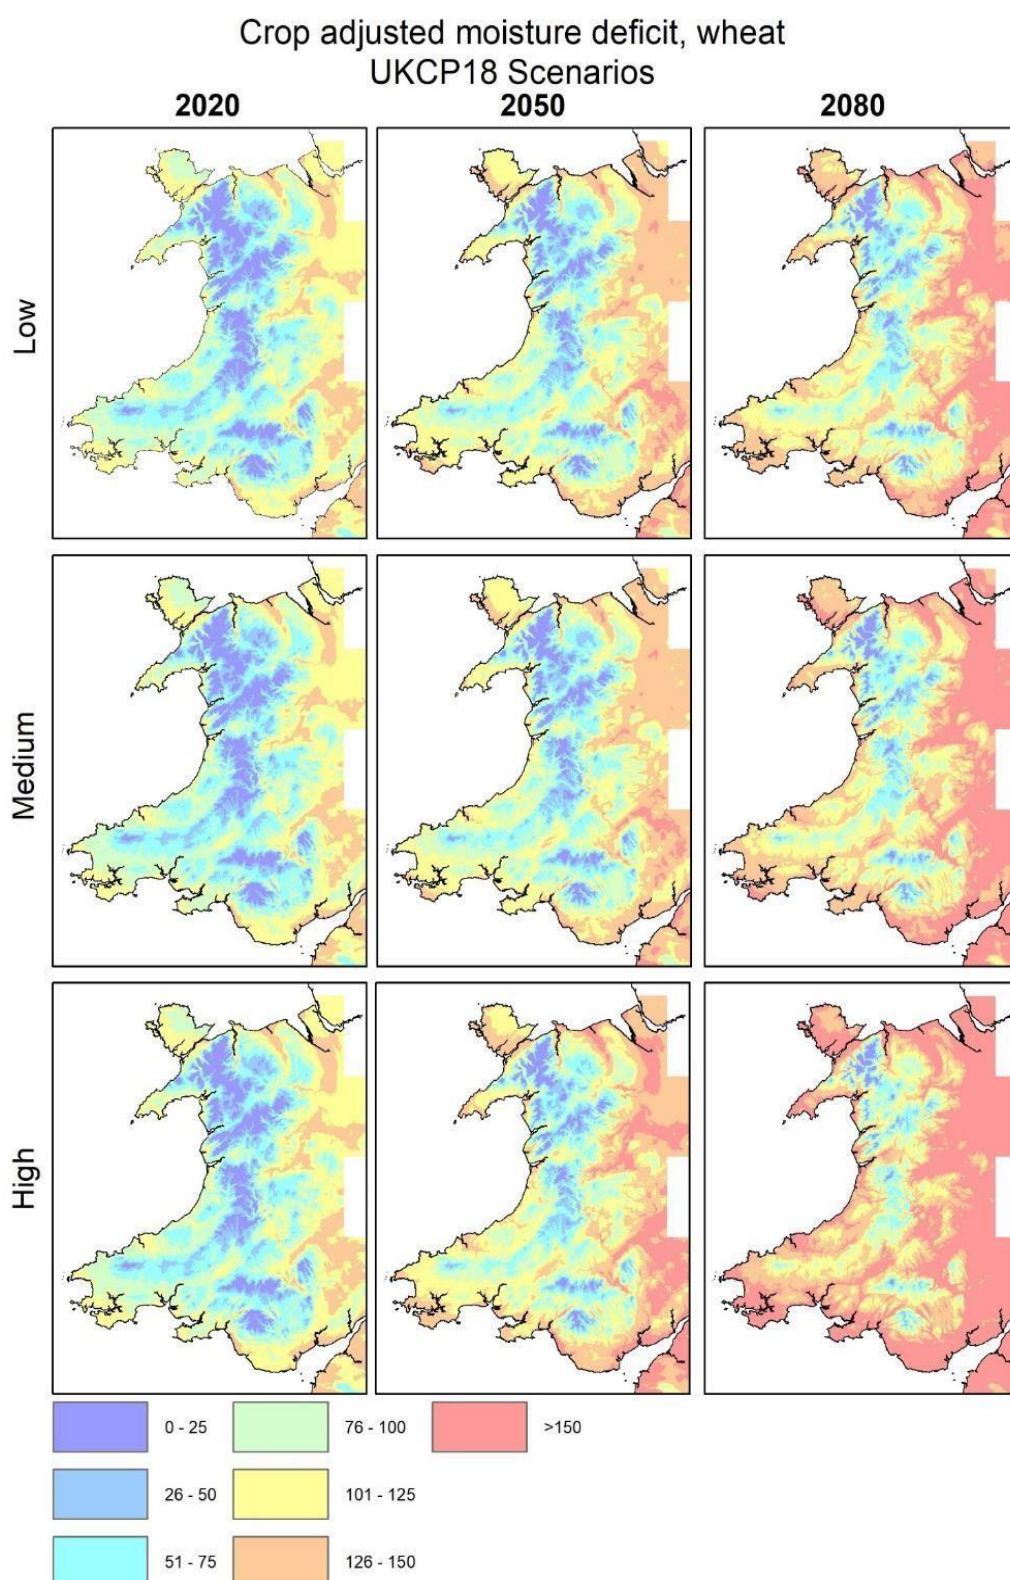 Crop adjusted moisture deficit, wheat
UKCP18 Scenarios
2020 2050 2080
Low
Medium
High
0 - 25 76 - 100 >150
26 - 50 101 - 125
51 - 75 126 - 150